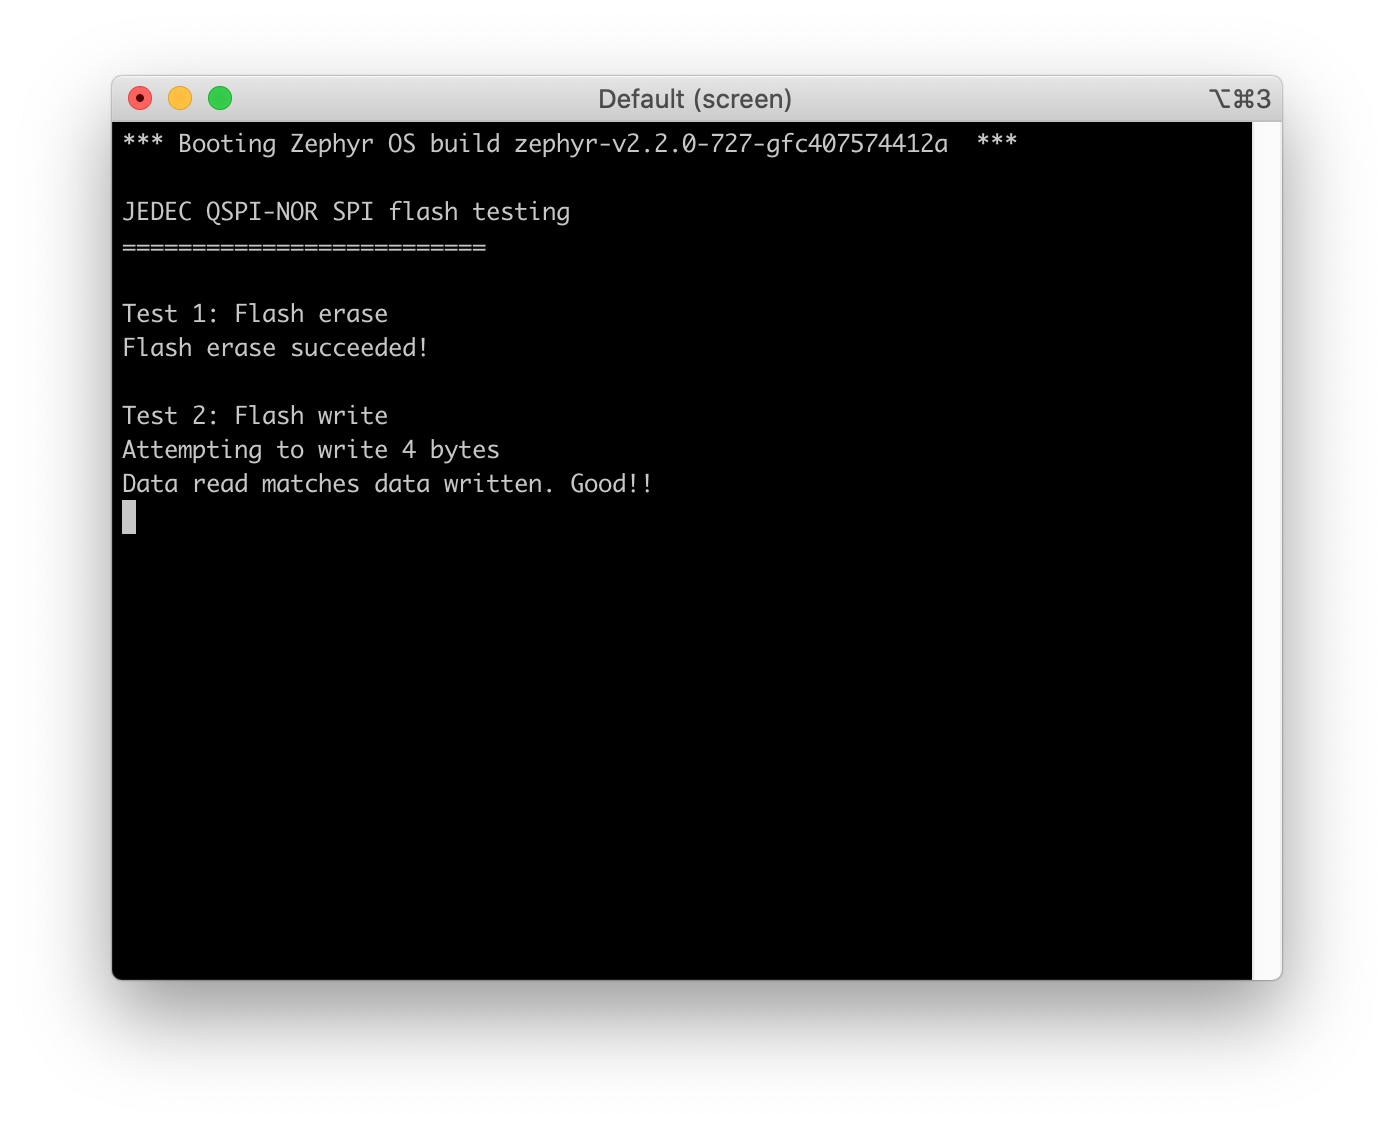 Default (screen) ⌥⌘3
*** Booting Zephyr OS build zephyr-v2.2.0-727-gfc407574412a  ***
JEDEC QSPI-NOR SPI flash testing
==========================
Test 1: Flash erase
Flash erase succeeded!
Test 2: Flash write
Attempting to write 4 bytes
Data read matches data written. Good!!